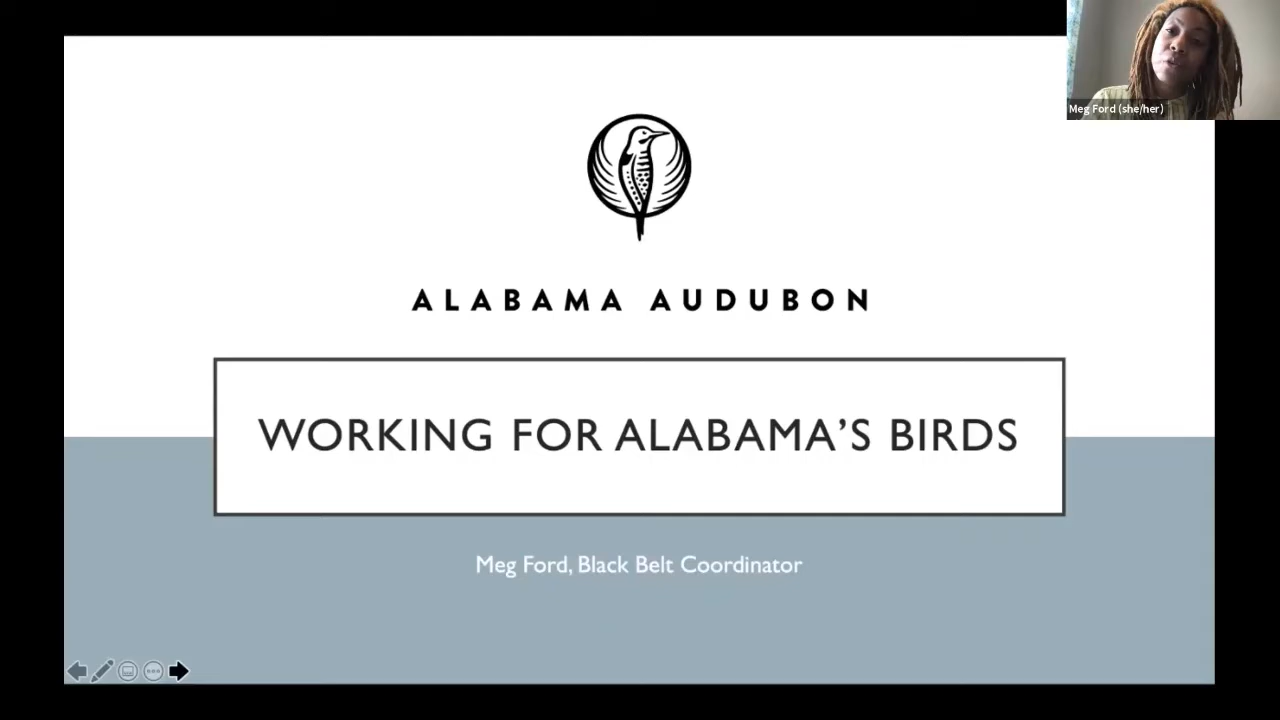 Meg Ford (she/her)
ALABAMA AUDUBON
WORKING FOR ALABAMA’S BIRDS
Meg Ford, Black Belt Coordinator